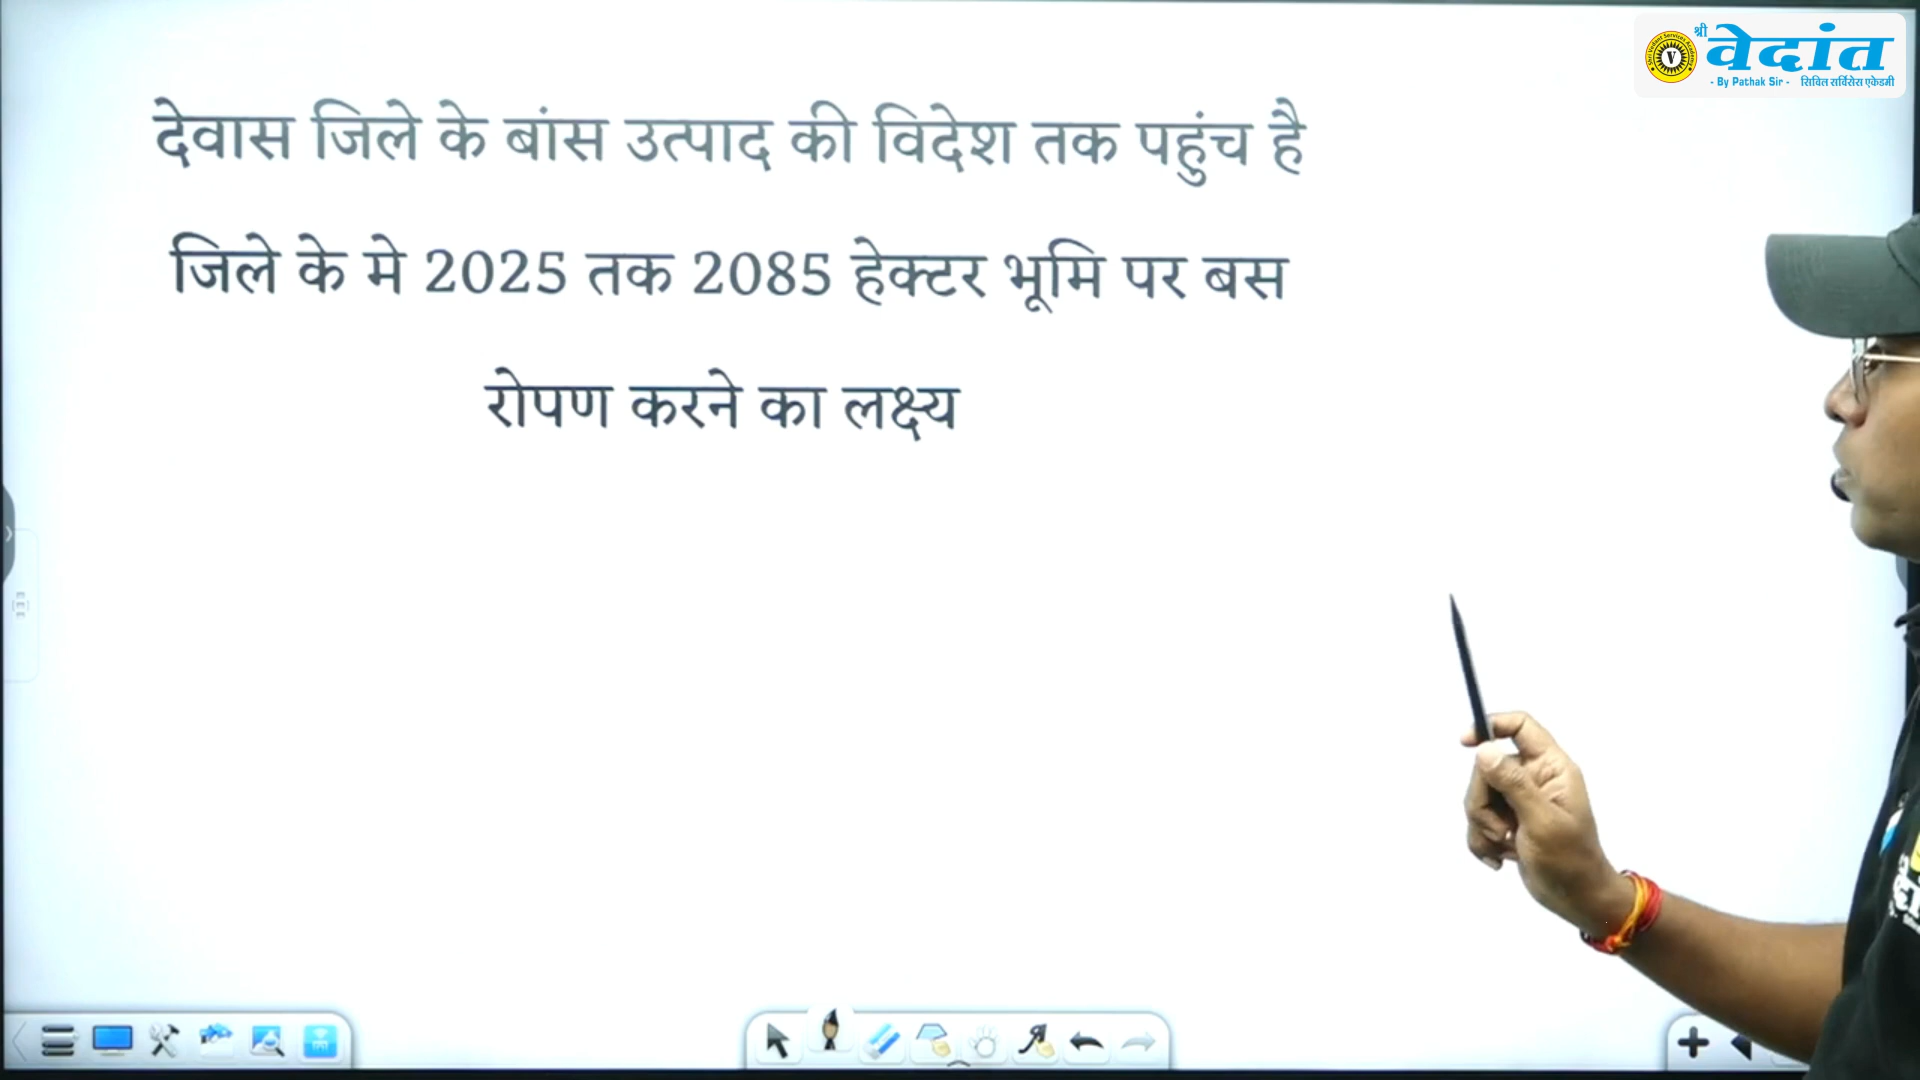 श्री
वेदांत
- By Pathak Sir - सिविल सर्विसेस एकेडमी
देवास जिले के बांस उत्पाद की विदेश तक पहुंच है
जिले के मे 2025 तक 2085 हेक्टर भूमि पर बस
रोपण करने का लक्ष्य